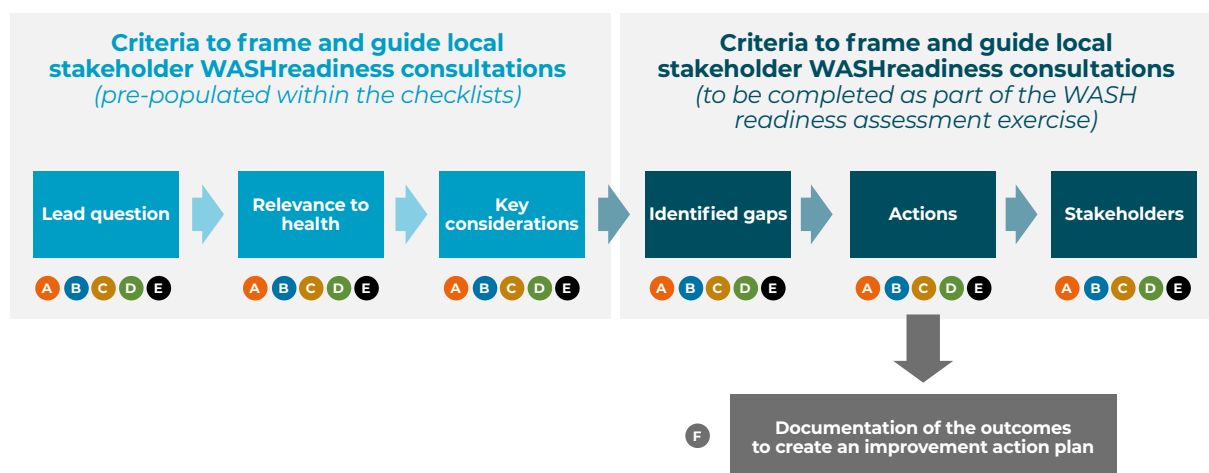 Criteria to frame and guide local
stakeholder WASHreadiness consultations
(pre-populated within the checklists)
Criteria to frame and guide local
stakeholder WASHreadiness consultations
(to be completed as part of the WASH
readiness assessment exercise)
Lead question
Relevance to
health
Key
considerations
Identified gaps
Actions
Stakeholders
A B C D E
A B C D E
A B C D E
A B C D E
A B C D E
A B C D E
F
Documentation of the outcomes
to create an improvement action plan